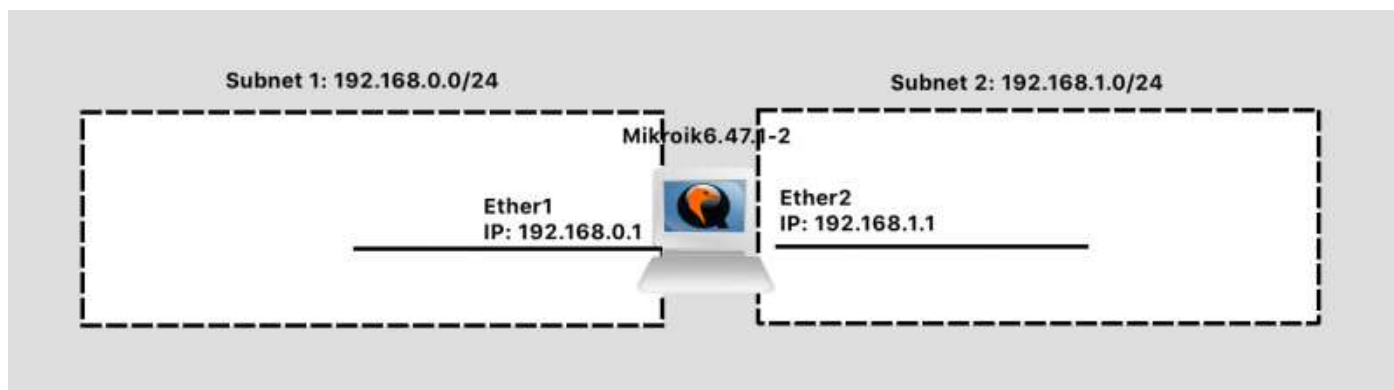 Subnet 1: 192.168.0.0/24
Subnet 2: 192.168.1.0/24
Mikroik6.47.1-2
Ether1
IP: 192.168.0.1
Ether2
IP: 192.168.1.1